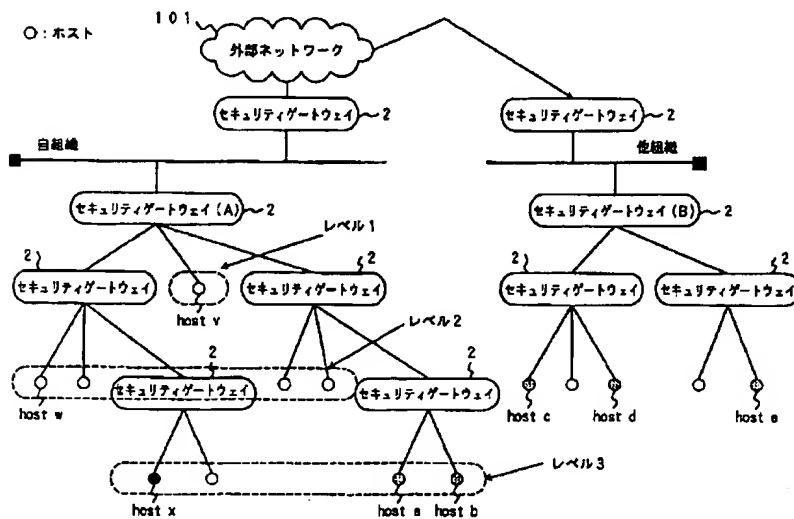 101
○:ホスト
外部ネットワーク
セキュリティゲートウェイ 2
セキュリティゲートウェイ 2
自組織
他組織
セキュリティゲートウェイ(A) 2
セキュリティゲートウェイ(B) 2
レベル1
2
セキュリティゲートウェイ
host v
2
セキュリティゲートウェイ
2
セキュリティゲートウェイ
2
セキュリティゲートウェイ
レベル2
host w
2
セキュリティゲートウェイ
2
セキュリティゲートウェイ
host c
host d
host e
レベル3
host x
host a
host b